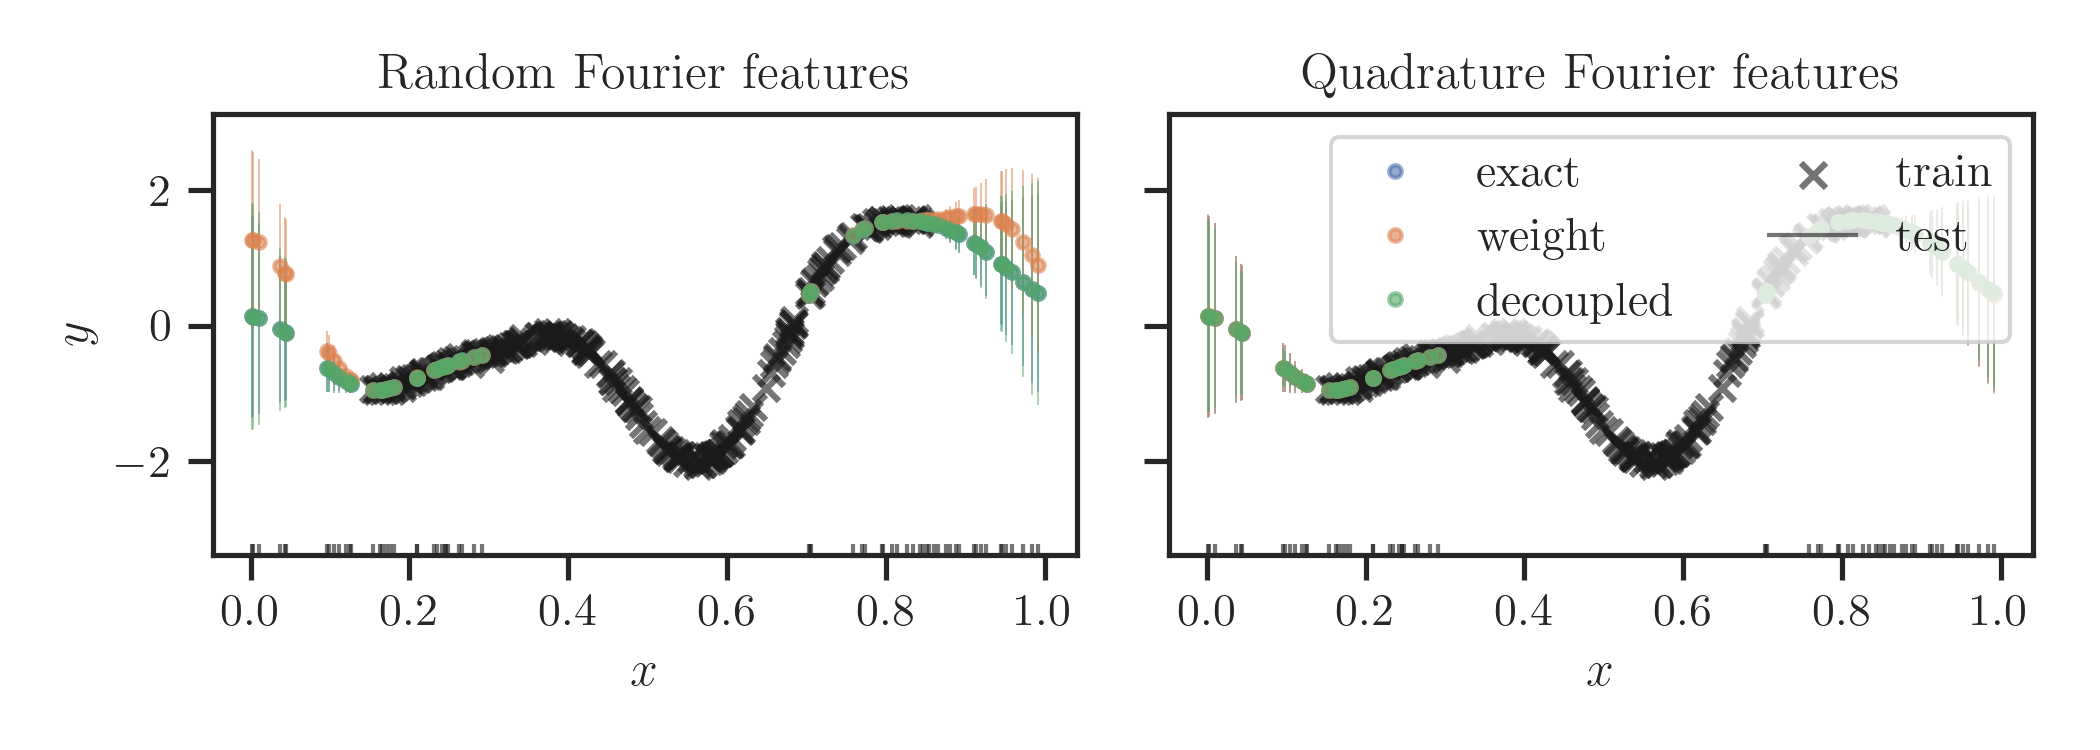 Random Fourier features
Quadrature Fourier features
y
2
0
−2
0.0 0.2 0.4 0.6 0.8 1.0
x
exact
weight
decoupled
train
test
0.0 0.2 0.4 0.6 0.8 1.0
x